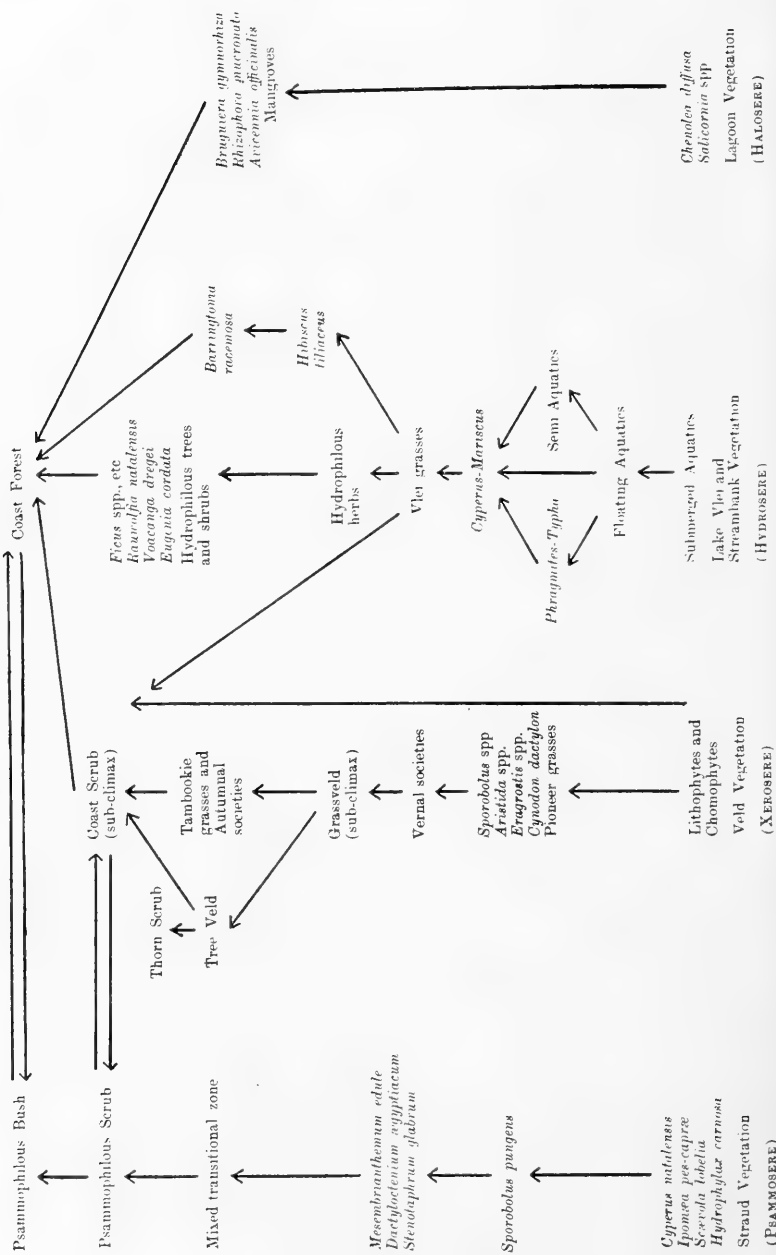 Psammophilous Bush
Coast Forest
Psammophilous Scrub
Coast Scrub
(sub-climax)
Thorn Scrub
Tree Veld
Tambookie
grasses and
Autumual
societies
Ficus spp., etc
Rauwolfia natalensis
Voacanga dregei
Eugenia cordata
Hydrophilous trees
and shrubs
Barringtonia
racemosa
Bruguiera gymnorhiza
Rhizophora mucronata
Avicennia officinalis
Mangroves
Mixed transitional zone
Grassveld
(sub-climax)
Hydrophilous
herbs
Hibiscus
tiliaceus
Mesembrianthemum edule
Dactyloctenium ægyptiacum
Stenotaphrum glabrum
Vernal societies
Vlei grasses
Sporobolus pungens
Sporobolus spp
Aristida spp.
Eragrostis spp.
Cynodon dactylon
Pioneer grasses
Cyperus-Mariscus
Phragmites-Typha
Semi Aquatics
Floating Aquatics
Cyperus natalensis
Ipomæa pes-capræ
Scævola lobelia
Hydrophylax carnosa
Strand Vegetation
(PSAMMOSERE)
Lithophytes and
Chomophytes
Veld Vegetation
(XEROSERE)
Submerged Aquatics
Lake Vlei and
Streambank Vegetation
(HYDROSERE)
Chenolea diffusa
Salicornia spp
Lagoon Vegetation
(HALOSERE)